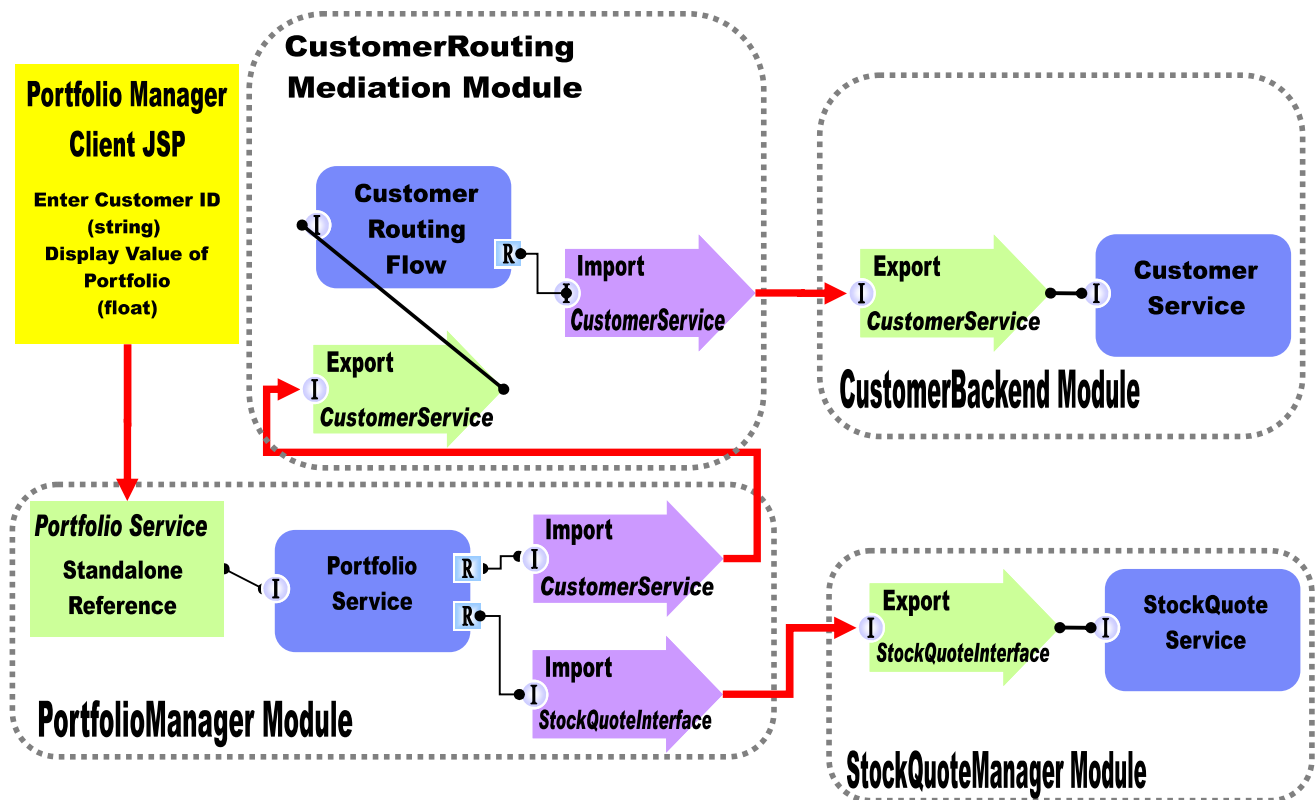 CustomerRouting
Mediation Module
Portfolio Manager
Client JSP
Enter Customer ID
(string)
Display Value of
Portfolio
(float)
I
Customer
Routing
Flow
R
I
Import
CustomerService
I
Export
CustomerService
I
Export
CustomerService
I
Customer
Service
CustomerBackend Module
Portfolio Service
Standalone
Reference
I
Portfolio
Service
R
R
I
Import
CustomerService
I
Import
StockQuoteInterface
PortfolioManager Module
I
Export
StockQuoteInterface
I
StockQuote
Service
StockQuoteManager Module